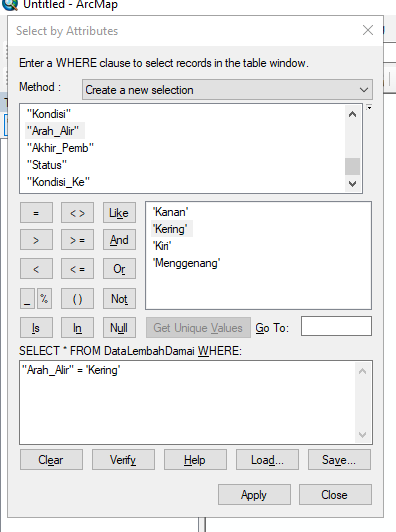 Untitled - ArcMap
Select by Attributes
Enter a WHERE clause to select records in the table window.
Method : Create a new selection
"Kondisi"
"Arah_Alir"
"Akhir_Pemb"
"Status"
"Kondisi_Ke"
= < > Like
> > = And
< < = Or
_ % ( ) Not
Is In Null
'Kanan'
'Kering'
'Kiri'
'Menggenang'
Get Unique Values Go To:
SELECT * FROM DataLembahDamai WHERE:
"Arah_Alir" = 'Kering'
Clear Verify Help Load... Save...
Apply Close